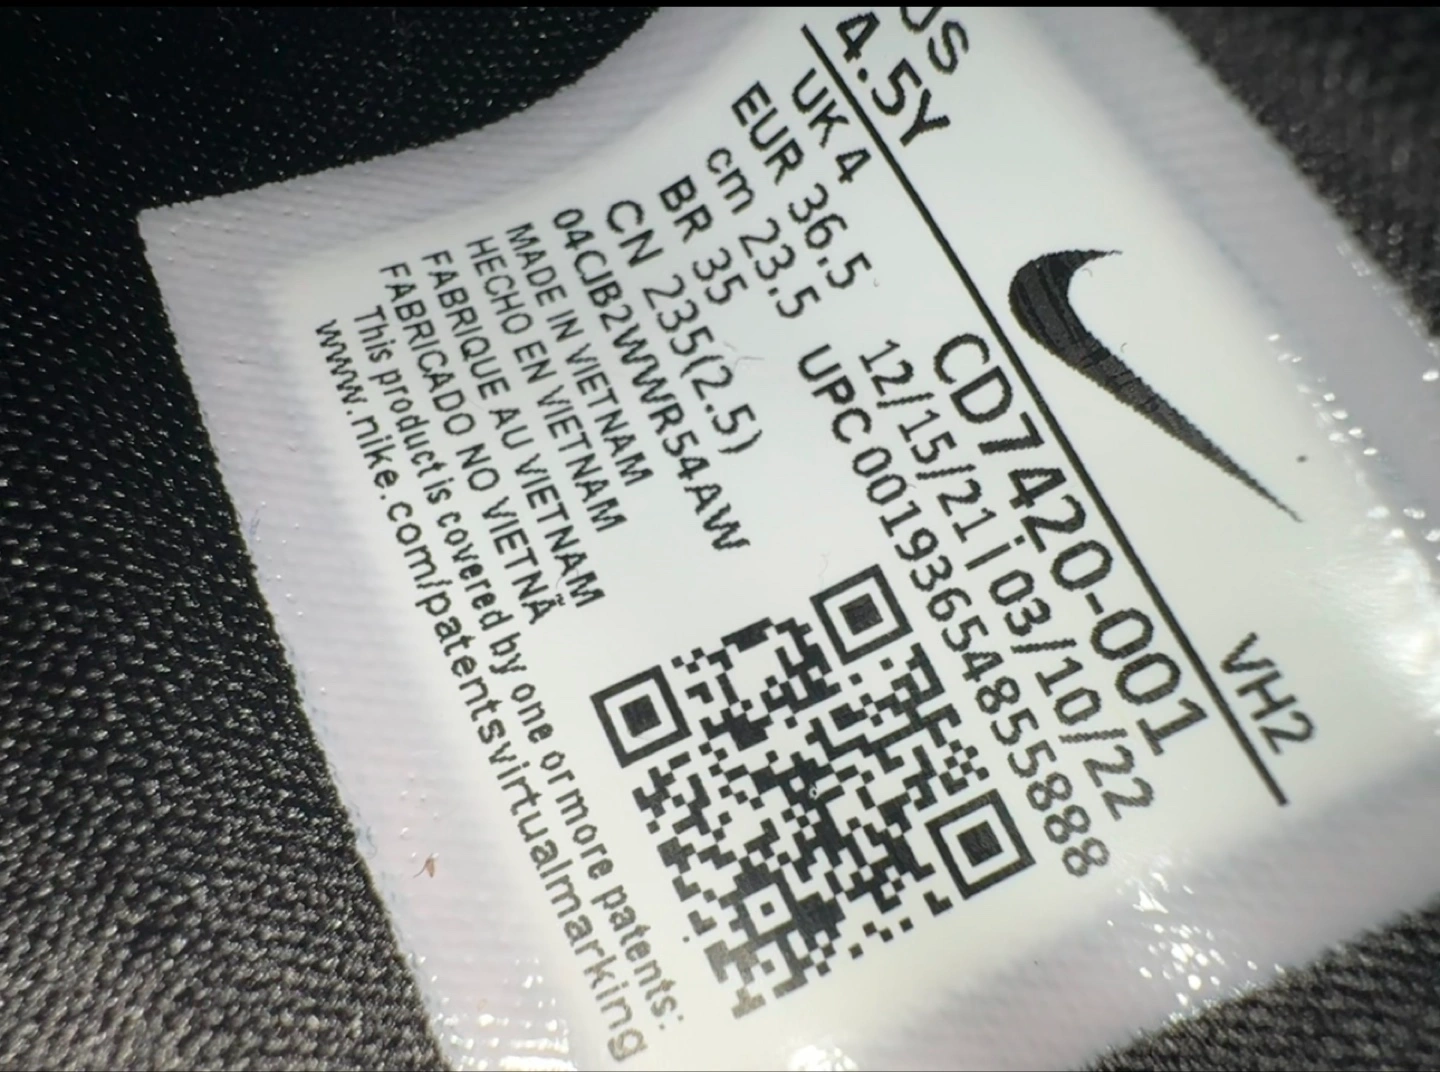 US
4.5Y
VH2
UK 4
EUR 36.5
cm 23.5
BR 35
CN 235(2.5)
CD7420-001
12/15/21 | 03/10/22
UPC 00193654855888
04CJB2WWR54AW
MADE IN VIETNAM
HECHO EN VIETNAM
FABRIQUE AU VIETNAM
FABRICADO NO VIETNÃ
This product is covered by one or more patents:
www.nike.com/patentsvirtualmarking